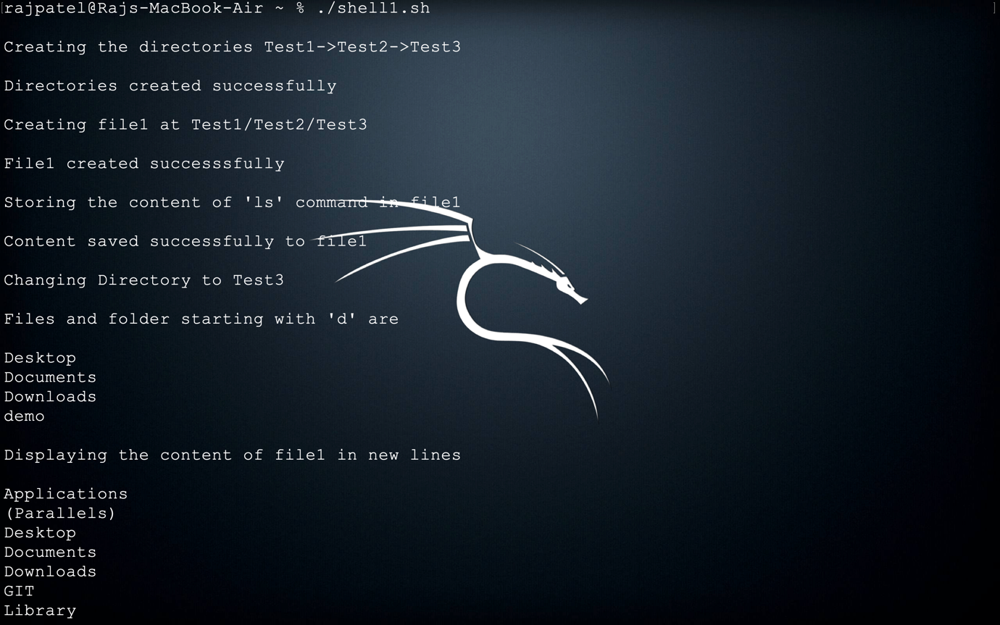 rajpatel@Rajs-MacBook-Air ~ % ./shell1.sh
Creating the directories Test1->Test2->Test3
Directories created successfully
Creating file1 at Test1/Test2/Test3
File1 created successsfully
Storing the content of 'ls' command in file1
Content saved successfully to file1
Changing Directory to Test3
Files and folder starting with 'd' are
Desktop
Documents
Downloads
demo
Displaying the content of file1 in new lines
Applications
(Parallels)
Desktop
Documents
Downloads
GIT
Library